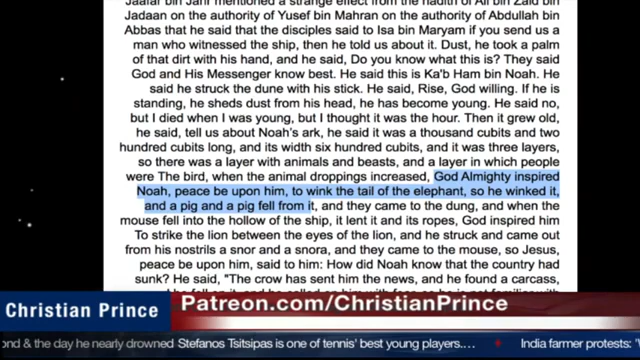 Jaafar bin Jarir mentioned a strange effect from the hadith of Ali bin Zaid bin
Jadaan on the authority of Yusef bin Mahran on the authority of Abdullah bin
Abbas that he said that the disciples said to Isa bin Maryam if you send us a
man who witnessed the ship, then he told us about it. Dust, he took a palm
of that dirt with his hand, and he said, Do you know what this is? They said
God and His Messenger know best. He said this is Ka'b Ham bin Noah. He
said he struck the dune with his stick. He said, Rise, God willing. If he is
standing, he sheds dust from his head, he has become young. He said no,
but I died when I was young, but I thought it was the hour. Then it grew old,
he said, tell us about Noah's ark, he said it was a thousand cubits and two
hundred cubits long, and its width six hundred cubits, and it was three layers,
so there was a layer with animals and beasts, and a layer in which people
were The bird, when the animal droppings increased, God Almighty inspired
Noah, peace be upon him, to wink the tail of the elephant, so he winked it,
and a pig and a pig fell from it, and they came to the dung, and when the
mouse fell into the hollow of the ship, it lent it and its ropes, God inspired him
To strike the lion between the eyes of the lion, and he struck and came out
from his nostrils a snor and a snora, and they came to the mouse, so Jesus,
peace be upon him, said to him: How did Noah know that the country had
sunk? He said, "The crow has sent him the news, and he found a carcass,
Christian Prince
Patreon.com/ChristianPrince
ond & the day he nearly drowned Stefanos Tsitsipas is one of tennis' best young players.... India farmer protests: 'W